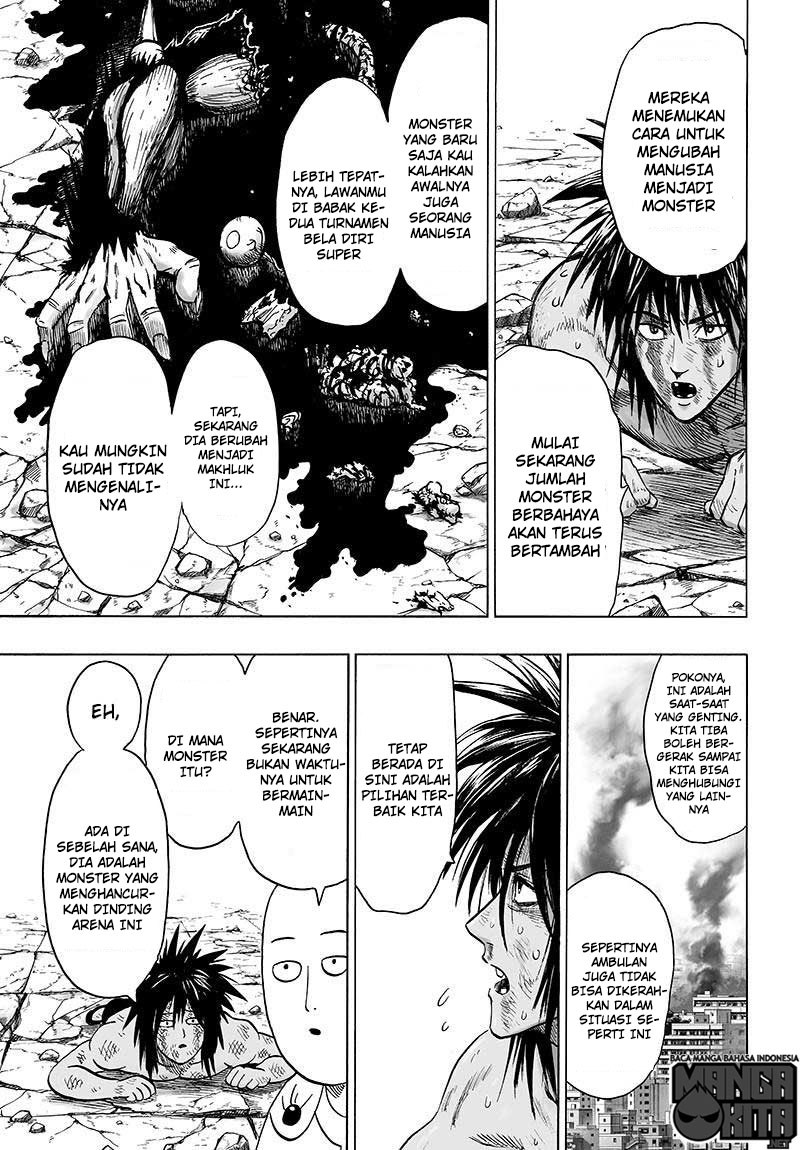 MEREKA
MENEMUKAN
CARA UNTUK
MENGUBAH
MANUSIA
MENJADI
MONSTER
MULAI
SEKARANG
JUMLAH
MONSTER
BERBAHAYA
AKAN TERUS
BERTAMBAH
MONSTER
YANG BARU
SAJA KAU
KALAHKAN
AWALNYA
JUGA
SEORANG
MANUSIA
LEBIH TEPAT-
NYA, LAWANMU
DI BABAK KE-
DUA TURNAMEN
BELA DIRI
SUPER
TAPI,
SEKARANG
DIA BERUBAH
MENJADI
MAKHLUK
INI...
KAU MUNGKIN
SUDAH TIDAK
MENGENALI-
NYA
POKONYA,
INI ADALAH
SAAT-SAAT
YANG GENTING.
KITA TIBA
BOLEH BER-
GERAK SAMPAI
KITA BISA
MENGHUBUNGI
YANG LAIN-
NYA
SEPERTINYA
AMBULAN
JUGA TIDAK
BISA DIKERAH-
KAN DALAM
SITUASI SE-
PERTI INI
TETAP
BERADA DI
SINI ADALAH
PILIHAN TER-
BAIK KITA
BENAR.
SEPERTINYA
SEKARANG
BUKAN WAKTU-
NYA UNTUK
BERMAIN-
MAIN
DI MANA
MONSTER
ITU?
EH,
ADA DI
SEBELAH SANA,
DIA ADALAH
MONSTER YANG
MENGHANCUR-
KAN DINDING
ARENA INI
BACA MANGA BAHASA INDONESIA
MANGA
KITA
.NET